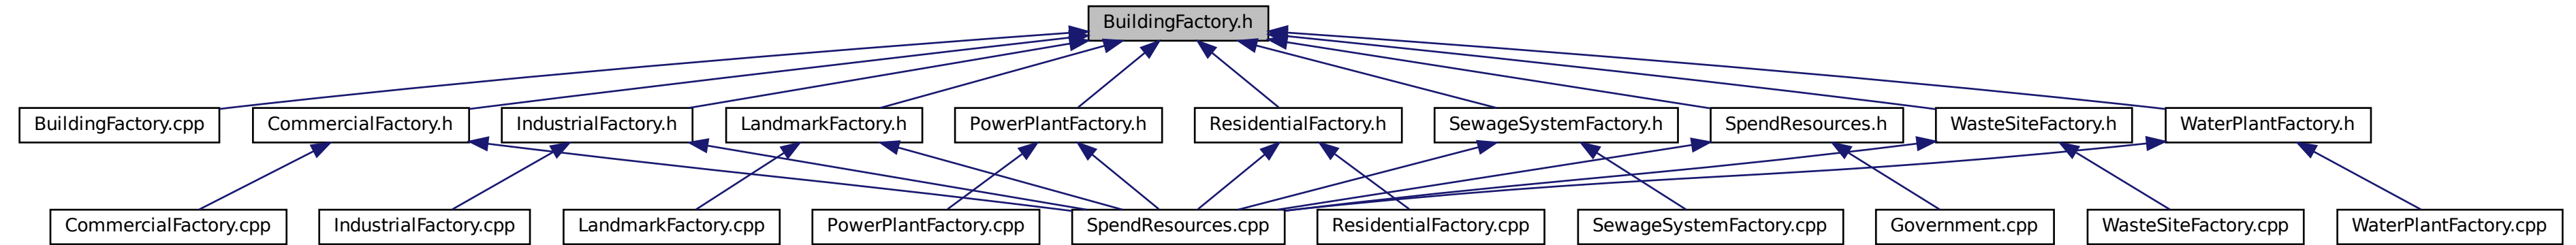 BuildingFactory.h
BuildingFactory.cpp
CommercialFactory.h
IndustrialFactory.h
LandmarkFactory.h
PowerPlantFactory.h
ResidentialFactory.h
SewageSystemFactory.h
SpendResources.h
WasteSiteFactory.h
WaterPlantFactory.h
CommercialFactory.cpp
IndustrialFactory.cpp
LandmarkFactory.cpp
PowerPlantFactory.cpp
SpendResources.cpp
ResidentialFactory.cpp
SewageSystemFactory.cpp
Government.cpp
WasteSiteFactory.cpp
WaterPlantFactory.cpp